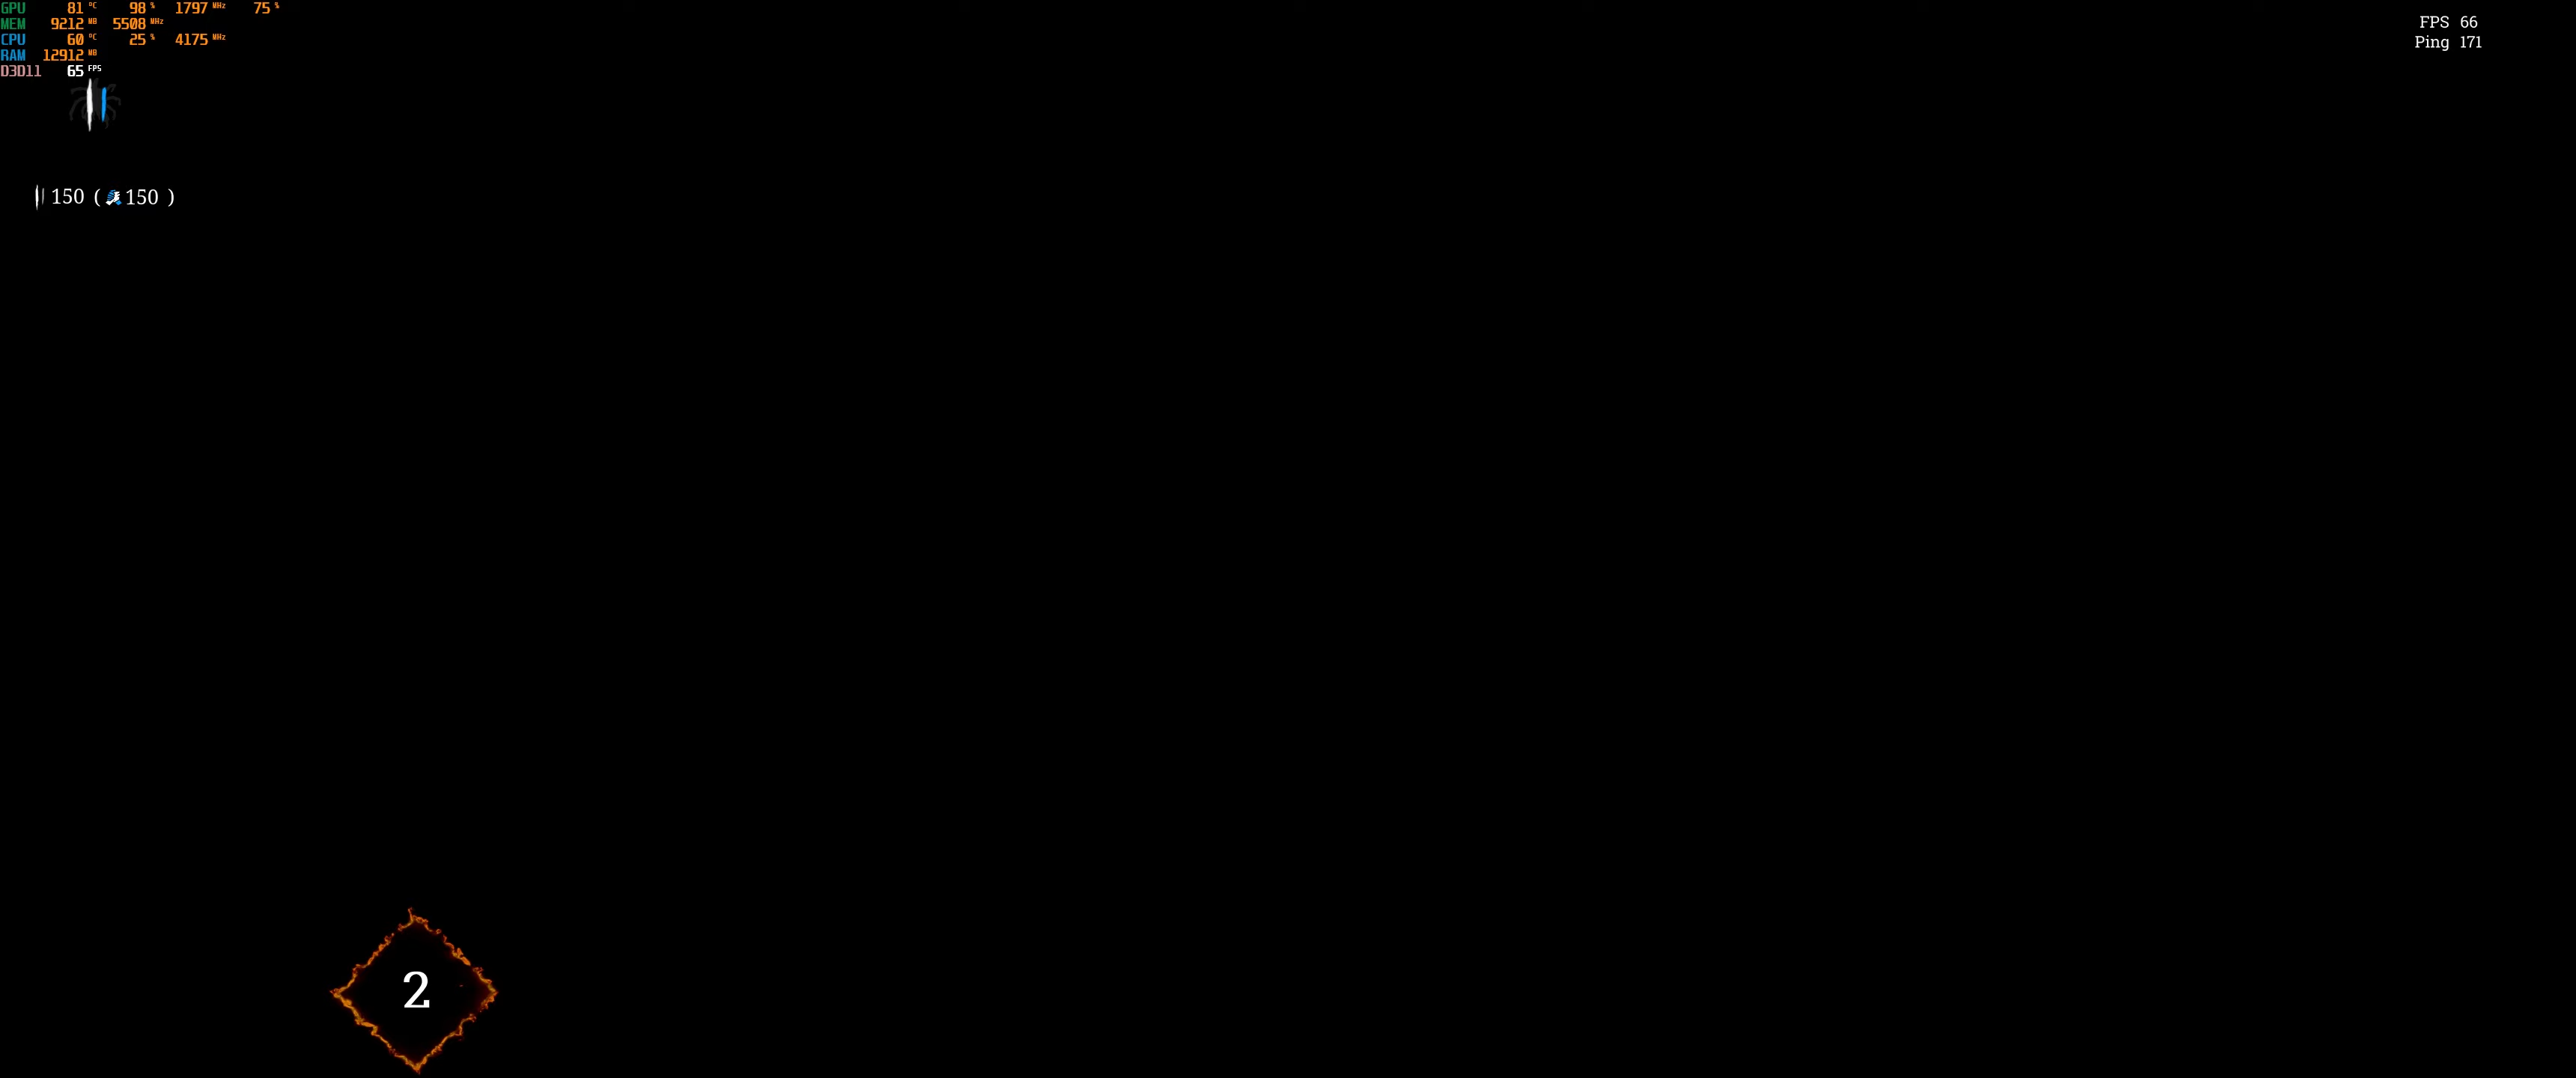 GPU 81 °C 98 % 1797 MHz 75 %
MEM 9212 MB 5508 MHz
CPU 60 °C 25 % 4175 MHz
RAM 12912 MB
D3D11 65 FPS
FPS 66
Ping 171
150 ( 150 )
2